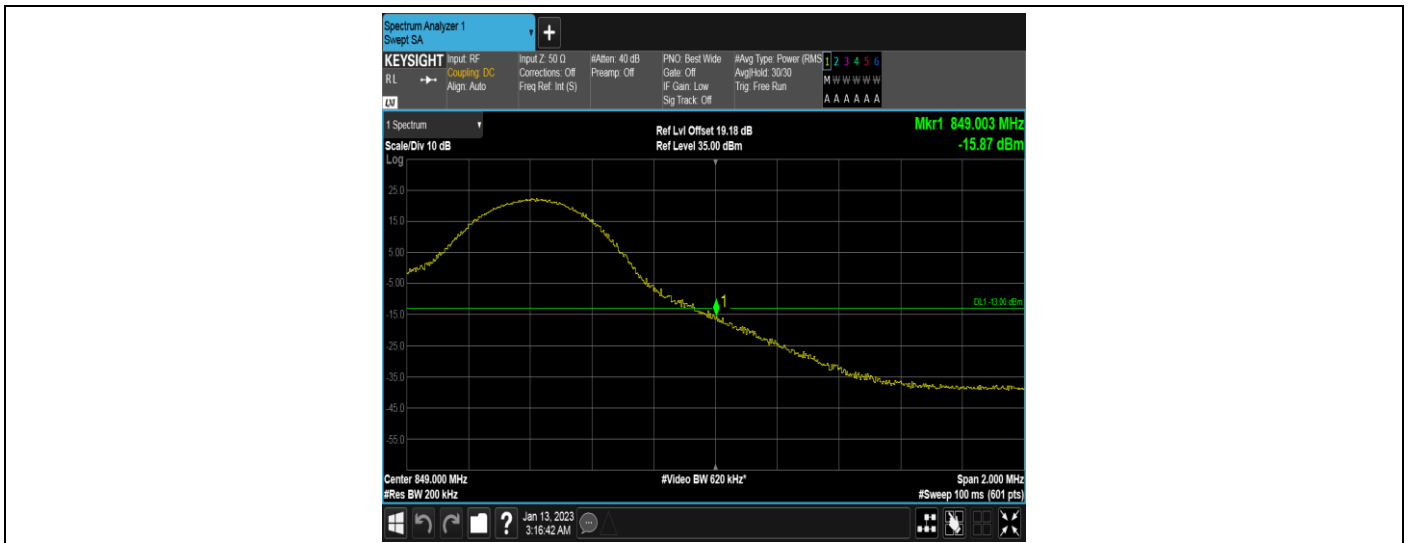 Spectrum Analyzer 1
Swept SA
+
KEYSIGHT
RL
LXI
Input: RF
Coupling: DC
Align: Auto
Input Z: 50 Ω
Corrections: Off
Freq Ref: Int (S)
#Atten: 40 dB
Preamp: Off
PNO: Best Wide
Gate: Off
IF Gain: Low
Sig Track: Off
#Avg Type: Power (RMS
Avg|Hold: 30/30
Trig: Free Run
1 2 3 4 5 6
M W W W W W
A A A A A A
1 Spectrum
Scale/Div 10 dB
Ref Lvl Offset 19.18 dB
Ref Level 35.00 dBm
Mkr1 849.003 MHz
-15.87 dBm
Log
25.0
15.0
5.00
-5.00
1
DL1 -13.00 dBm
-15.0
-25.0
-35.0
-45.0
-55.0
Center 849.000 MHz
#Video BW 620 kHz*
Span 2.000 MHz
#Res BW 200 kHz
#Sweep 100 ms (601 pts)
?
Jan 13, 2023
3:16:42 AM